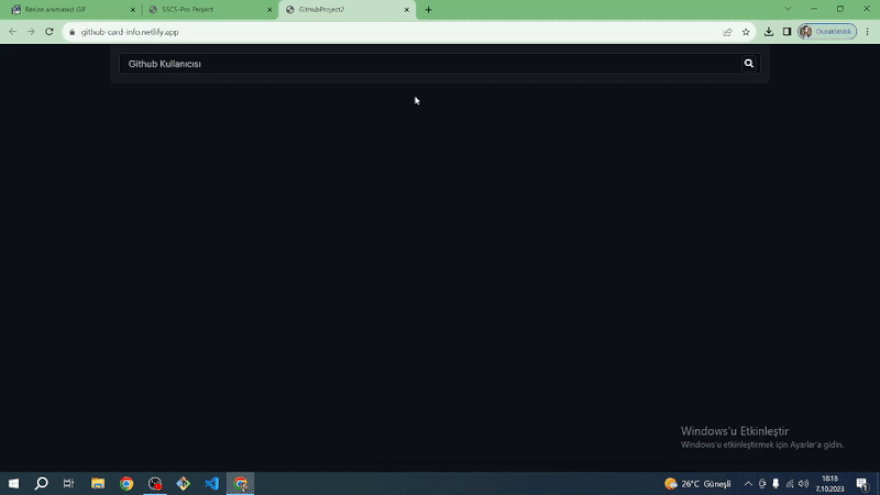 Resize animated GIF
SSCS-Pro Project
GithubProject2
github-card-info.netlify.app
Duraklatıldı
Github Kullanıcısı
Windows'u Etkinleştir
Windows'u etkinleştirmek için Ayarlar'a gidin.
26°C Güneşli
18:18
7.10.2023